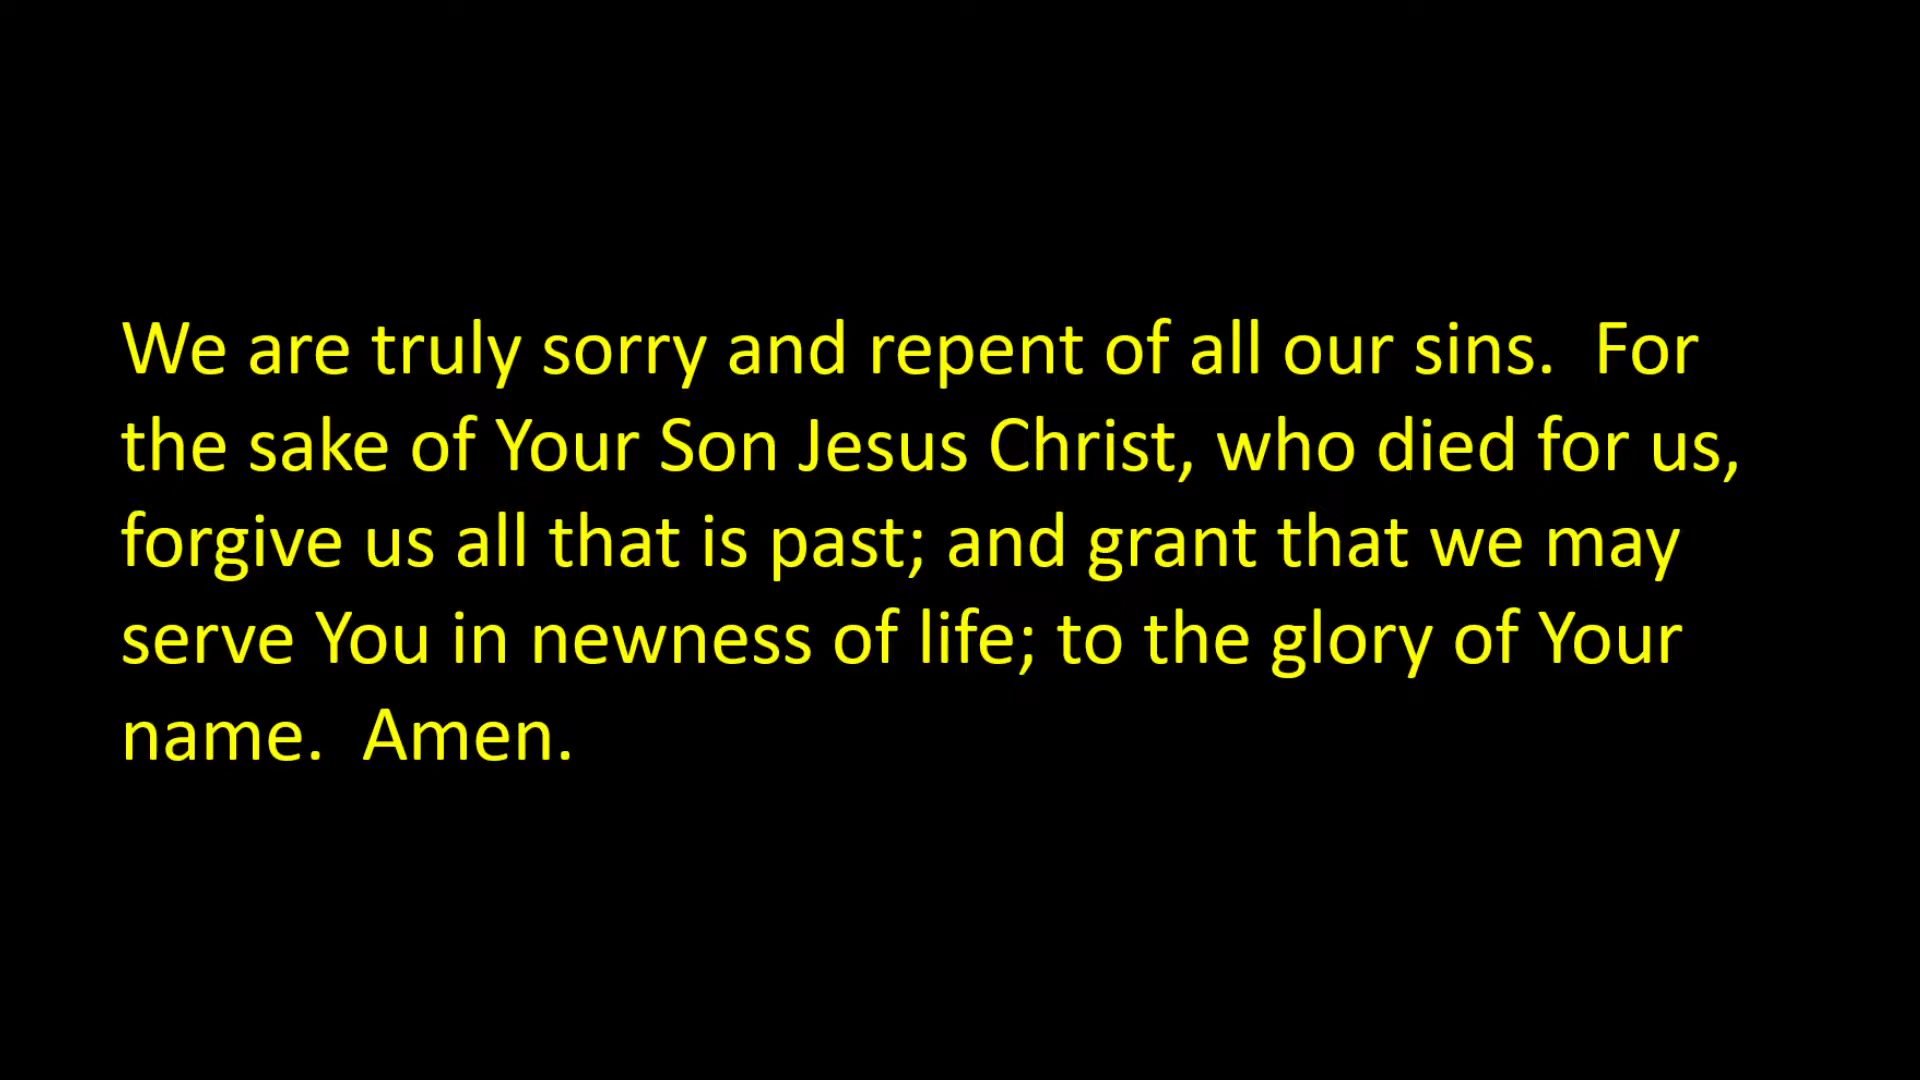 We are truly sorry and repent of all our sins.  For
the sake of Your Son Jesus Christ, who died for us,
forgive us all that is past; and grant that we may
serve You in newness of life; to the glory of Your
name.  Amen.